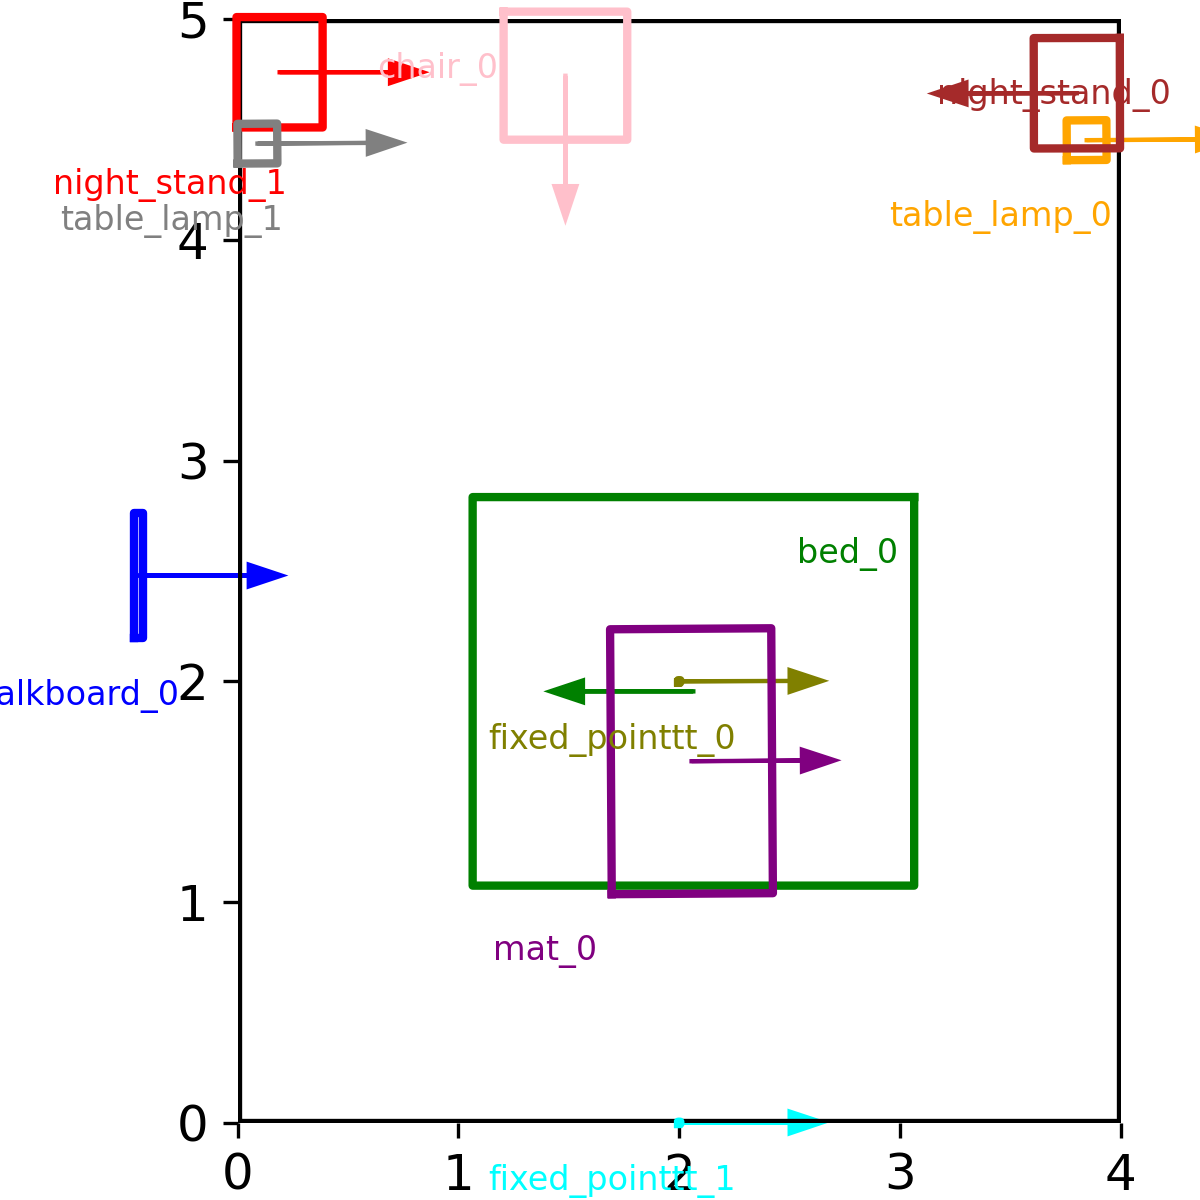 5
chair_0
night_stand_0
night_stand_1
table_lamp_1
table_lamp_0
4
3
bed_0
2
alkboard_0
fixed_pointtt_0
1
mat_0
0
0 1 2 3 4
fixed_pointtt_1